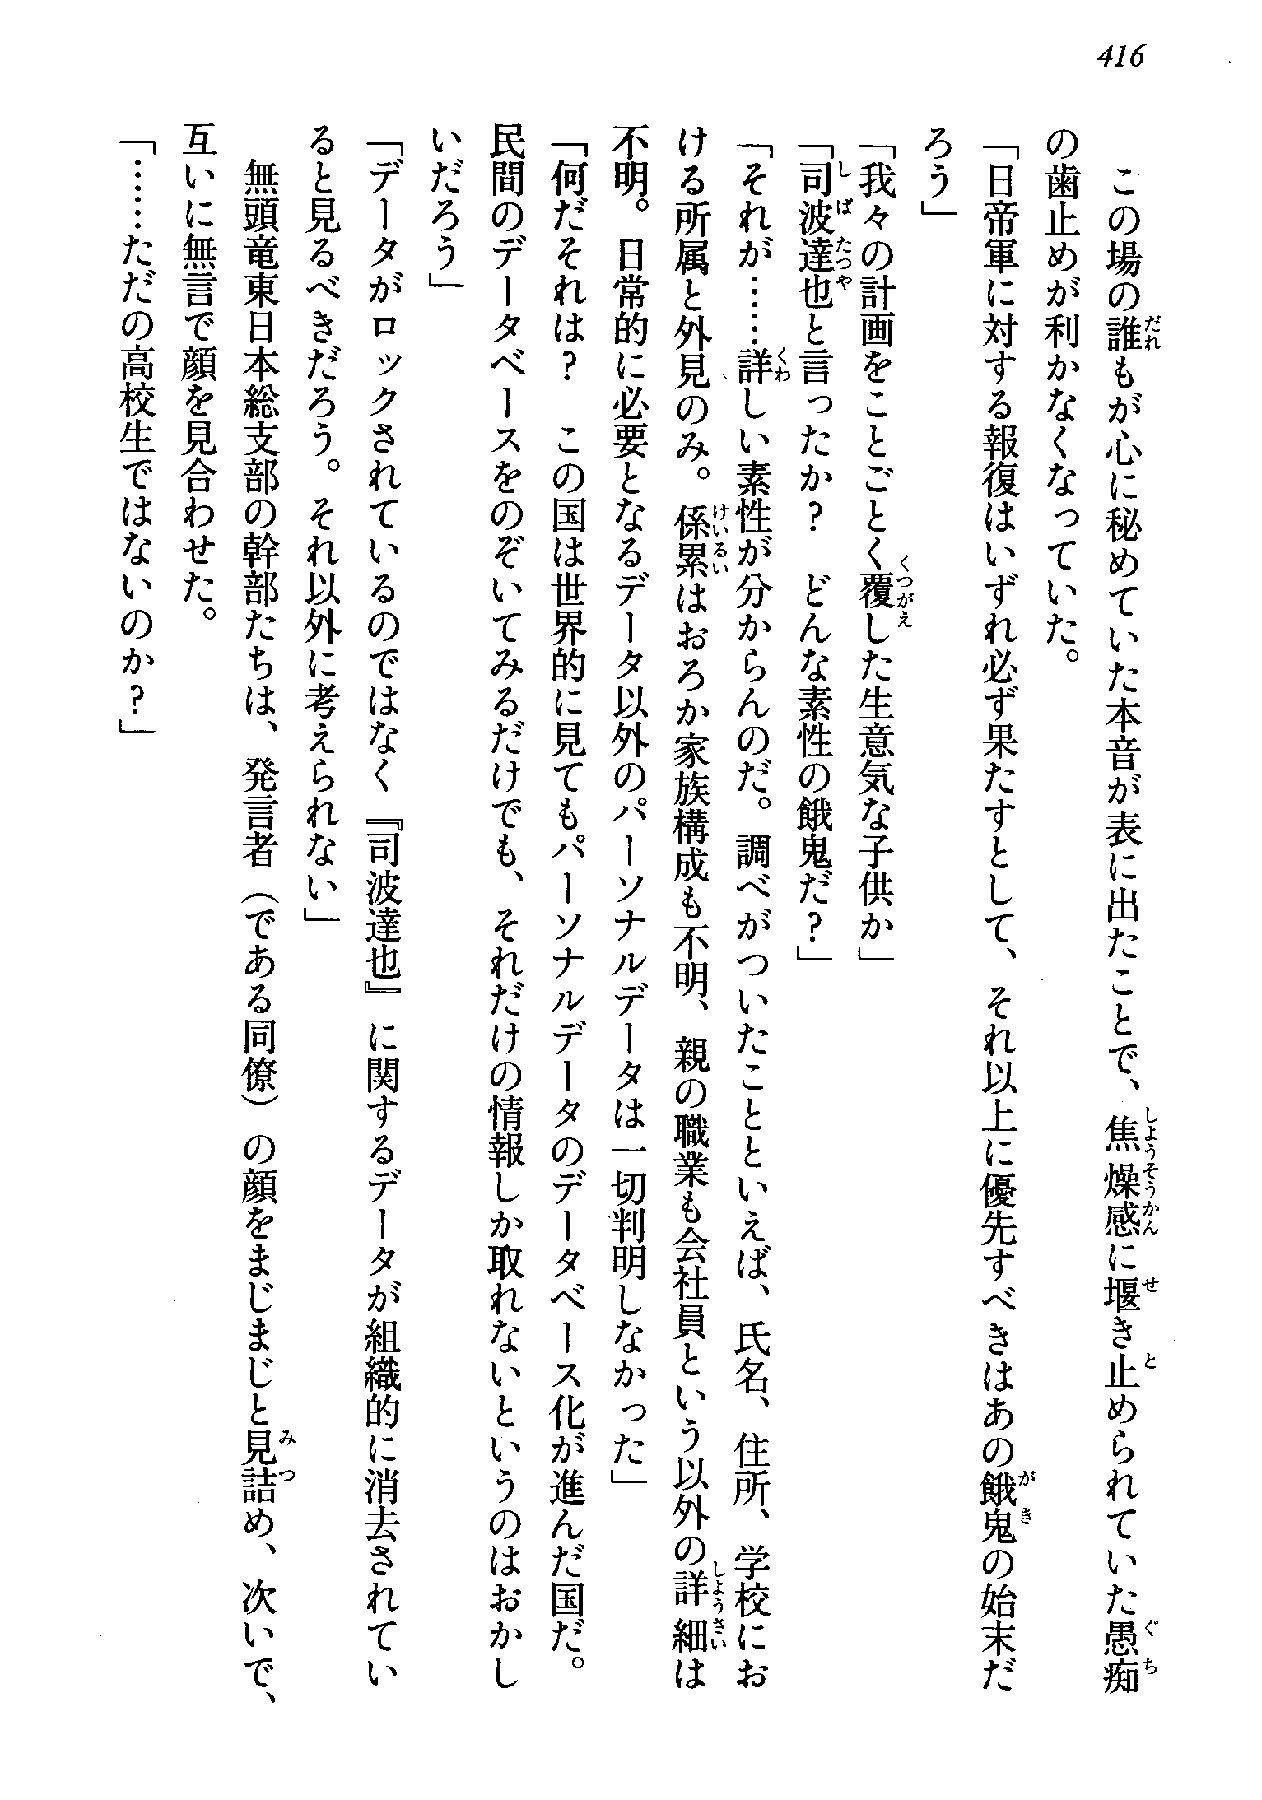 416
この場の誰もが心に秘めていた本音が表に出たことで、焦燥感に堰き止められていた愚痴
の歯止めが利かなくなっていた。
「日帝軍に対する報復はいずれ必ず果たすとして、それ以上に優先すべきはあの餓鬼の始末だ
ろう」
「我々の計画をことごとく覆した生意気な子供か」
「司波達也と言ったか？　どんな素性の餓鬼だ？」
「それが……詳しい素性が分からんのだ。調べがついたことといえば、氏名、住所、学校にお
ける所属と外見のみ。係累はおろか家族構成も不明、親の職業も会社員という以外の詳細は
不明。日常的に必要となるデータ以外のパーソナルデータは一切判明しなかった」
「何だそれは？　この国は世界的に見てもパーソナルデータのデータベース化が進んだ国だ。
民間のデータベースをのぞいてみるだけでも、それだけの情報しか取れないというのはおかし
いだろう」
「データがロックされているのではなく『司波達也』に関するデータが組織的に消去されてい
ると見るべきだろう。それ以外に考えられない」
無頭竜東日本総支部の幹部たちは、発言者（である同僚）の顔をまじまじと見詰め、次いで、
互いに無言で顔を見合わせた。
「……ただの高校生ではないのか？」